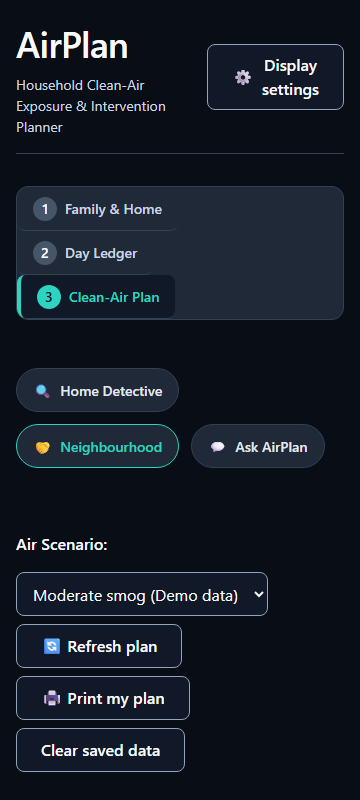 AirPlan
Household Clean-Air
Exposure & Intervention
Planner
Display
settings
1 Family & Home
2 Day Ledger
3 Clean-Air Plan
Home Detective
Neighbourhood
Ask AirPlan
Air Scenario:
Moderate smog (Demo data)
Refresh plan
Print my plan
Clear saved data